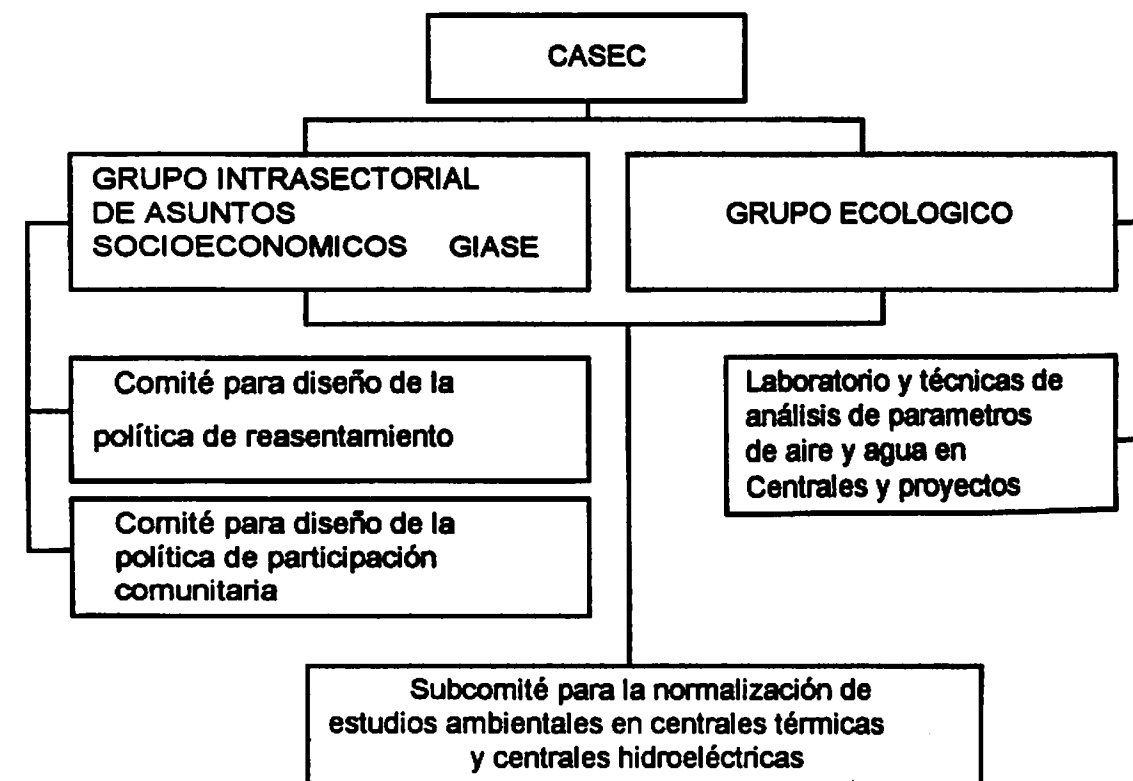 CASEC
GRUPO INTRASECTORIAL
DE ASUNTOS
SOCIOECONOMICOS GIASE
GRUPO ECOLOGICO
Comité para diseño de la
política de reasentamiento
Laboratorio y técnicas de
análisis de parametros
de aire y agua en
Centrales y proyectos
Comité para diseño de la
política de participación
comunitaria
Subcomité para la normalización de
estudios ambientales en centrales térmicas
y centrales hidroeléctricas